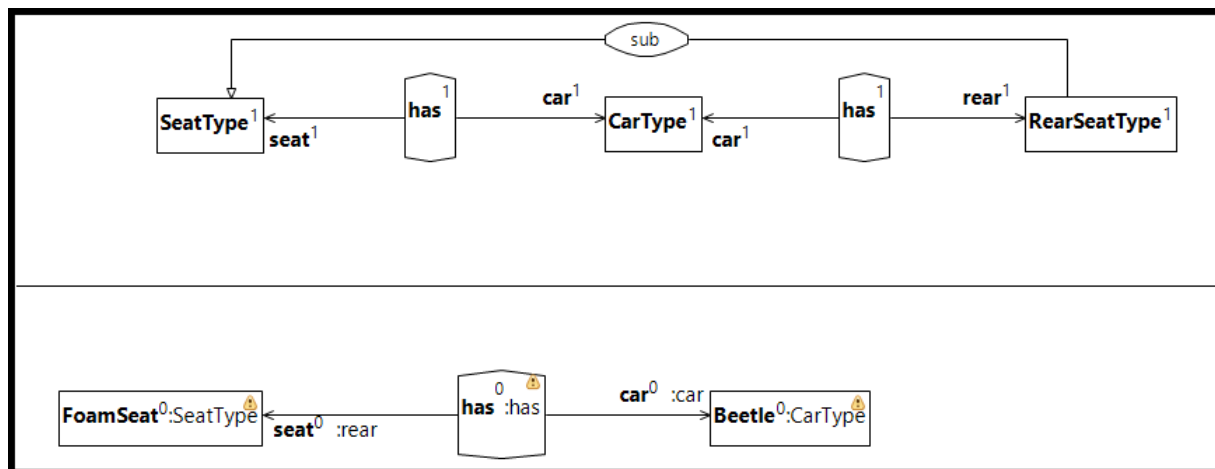 sub
SeatType1
seat1
has1
car1
CarType1
car1
has1
rear1
RearSeatType1
FoamSeat0:SeatType
seat0 :rear
has0 :has
car0 :car
Beetle0:CarType